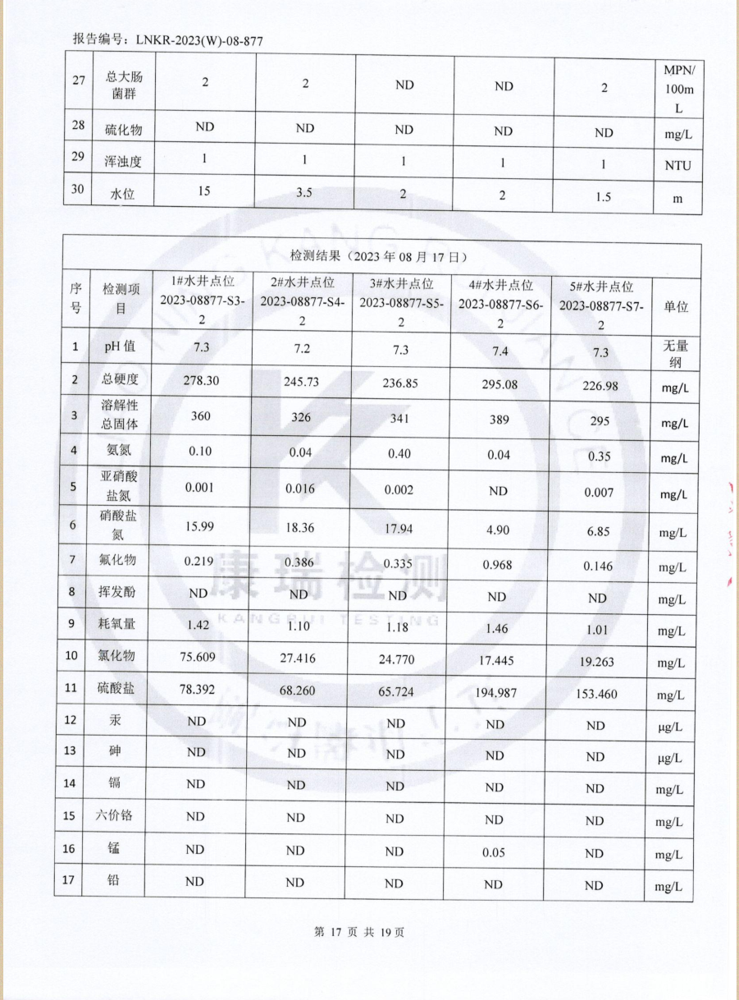 报告编号：LNKR-2023(W)-08-877
27 总大肠菌群 2 2 ND ND 2 MPN/100mL
28 硫化物 ND ND ND ND ND mg/L
29 浑浊度 1 1 1 1 1 NTU
30 水位 15 3.5 2 2 1.5 m
检测结果（2023 年 08 月 17 日）
序号 检测项目 1#水井点位 2023-08877-S3-2 2#水井点位 2023-08877-S4-2 3#水井点位 2023-08877-S5-2 4#水井点位 2023-08877-S6-2 5#水井点位 2023-08877-S7-2 单位
1 pH 值 7.3 7.2 7.3 7.4 7.3 无量纲
2 总硬度 278.30 245.73 236.85 295.08 226.98 mg/L
3 溶解性总固体 360 326 341 389 295 mg/L
4 氨氮 0.10 0.04 0.40 0.04 0.35 mg/L
5 亚硝酸盐氮 0.001 0.016 0.002 ND 0.007 mg/L
6 硝酸盐氮 15.99 18.36 17.94 4.90 6.85 mg/L
7 氟化物 0.219 0.386 0.335 0.968 0.146 mg/L
康瑞检测
8 挥发酚 ND ND ND ND ND mg/L
KANGRUI TESTING
9 耗氧量 1.42 1.10 1.18 1.46 1.01 mg/L
10 氯化物 75.609 27.416 24.770 17.445 19.263 mg/L
11 硫酸盐 78.392 68.260 65.724 194.987 153.460 mg/L
12 汞 ND ND ND ND ND μg/L
13 砷 ND ND ND ND ND μg/L
14 镉 ND ND ND ND ND mg/L
15 六价铬 ND ND ND ND ND mg/L
16 锰 ND ND ND 0.05 ND mg/L
17 铅 ND ND ND ND ND mg/L
第 17 页 共 19 页